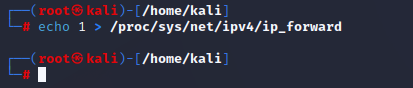 ┌──(root㉿kali)-[/home/kali]
└─# echo 1 > /proc/sys/net/ipv4/ip_forward
┌──(root㉿kali)-[/home/kali]
└─#